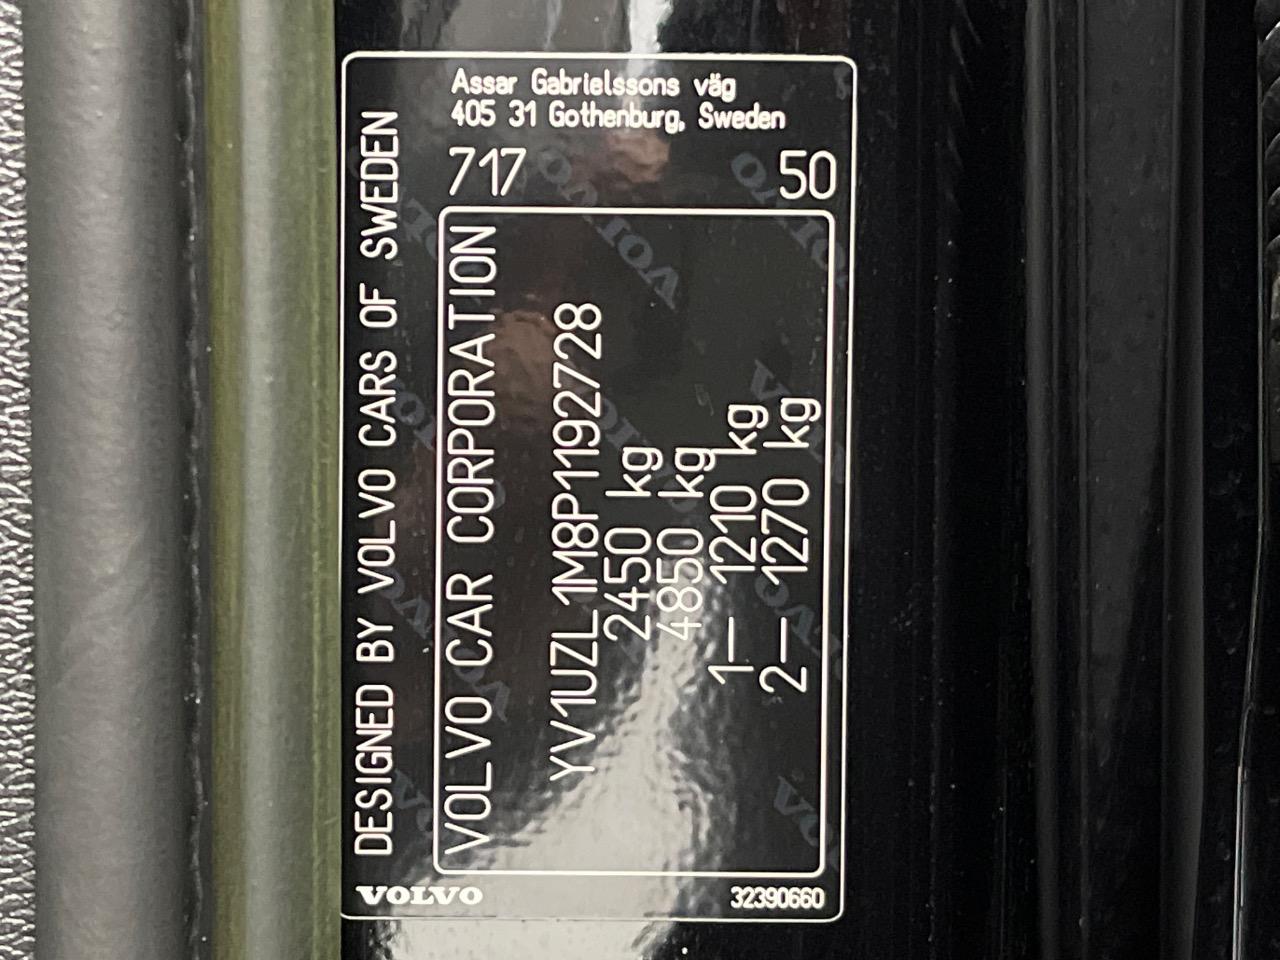 Assar Gabrielssons väg
405 31 Gothenburg, Sweden
717 50
DESIGNED BY VOLVO CARS OF SWEDEN
VOLVO CAR CORPORATION
YV1UZL1M8P1192728
2450 kg
4850 kg
1— 1210 kg
2— 1270 kg
VOLVO 32390660